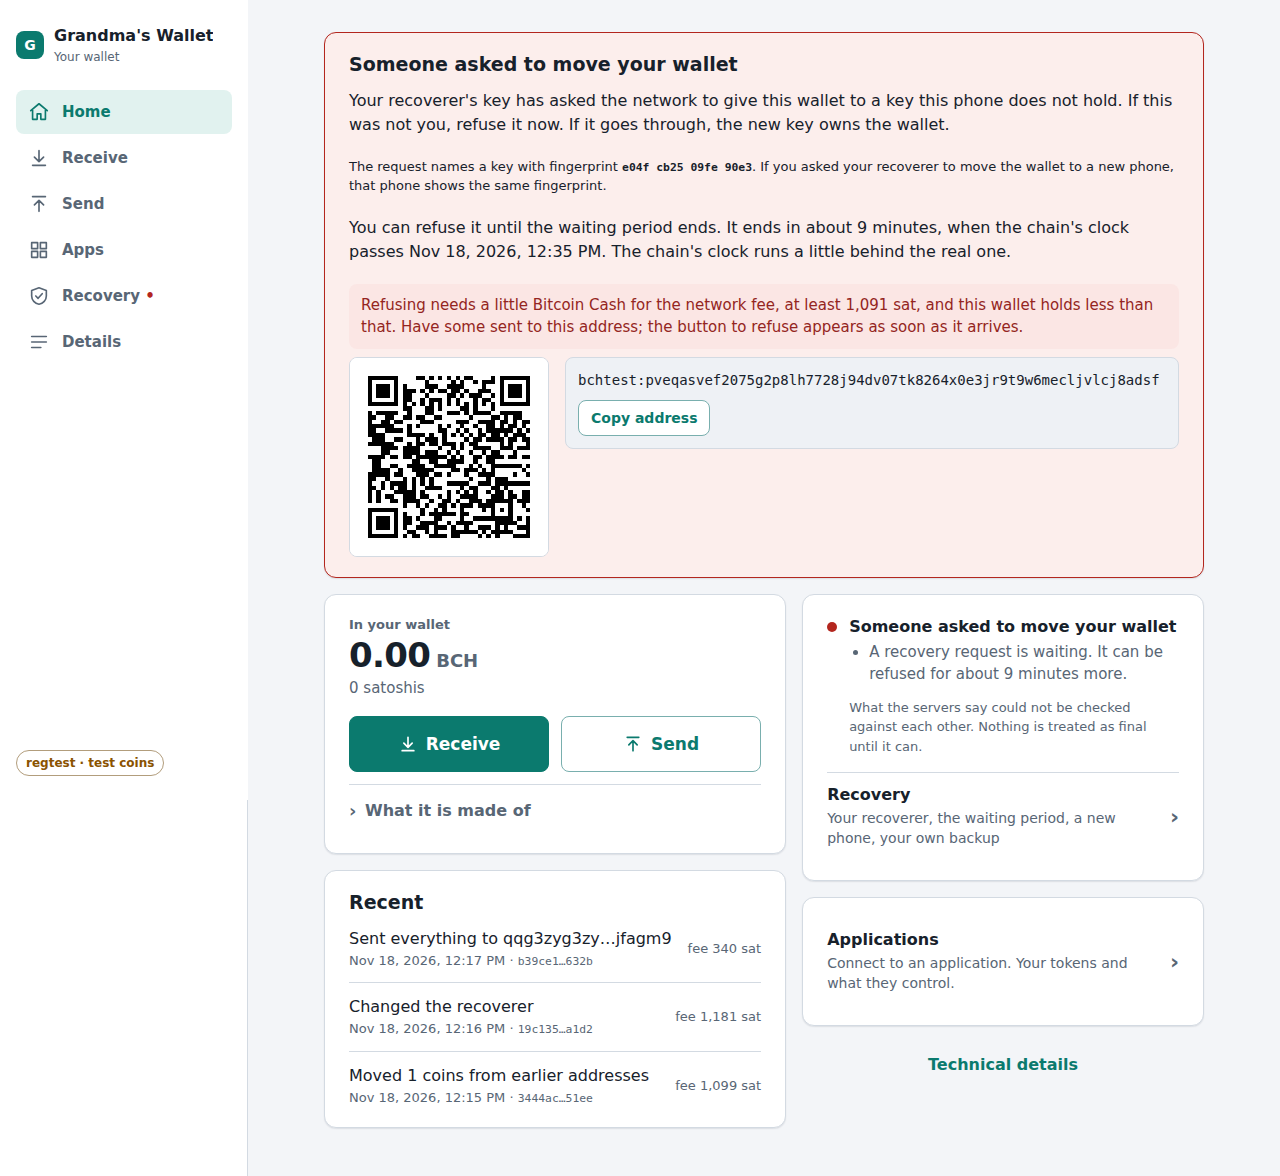 G
Grandma's Wallet
Your wallet
Home
Receive
Send
Apps
Recovery •
Details
regtest · test coins
Someone asked to move your wallet
Your recoverer's key has asked the network to give this wallet to a key this phone does not hold. If this
was not you, refuse it now. If it goes through, the new key owns the wallet.
The request names a key with fingerprint e04f cb25 09fe 90e3. If you asked your recoverer to move the wallet to a new phone,
that phone shows the same fingerprint.
You can refuse it until the waiting period ends. It ends in about 9 minutes, when the chain's clock
passes Nov 18, 2026, 12:35 PM. The chain's clock runs a little behind the real one.
Refusing needs a little Bitcoin Cash for the network fee, at least 1,091 sat, and this wallet holds less than
that. Have some sent to this address; the button to refuse appears as soon as it arrives.
bchtest:pveqasvef2075g2p8lh7728j94dv07tk8264x0e3jr9t9w6mecljvlcj8adsf
Copy address
In your wallet
0.00 BCH
0 satoshis
Receive
Send
› What it is made of
Recent
Sent everything to qqg3zyg3zy…jfagm9
fee 340 sat
Nov 18, 2026, 12:17 PM · b39ce1…632b
Changed the recoverer
fee 1,181 sat
Nov 18, 2026, 12:16 PM · 19c135…a1d2
Moved 1 coins from earlier addresses
fee 1,099 sat
Nov 18, 2026, 12:15 PM · 3444ac…51ee
Someone asked to move your wallet
• A recovery request is waiting. It can be
refused for about 9 minutes more.
What the servers say could not be checked
against each other. Nothing is treated as final
until it can.
Recovery
Your recoverer, the waiting period, a new
phone, your own backup
›
Applications
Connect to an application. Your tokens and
what they control.
›
Technical details